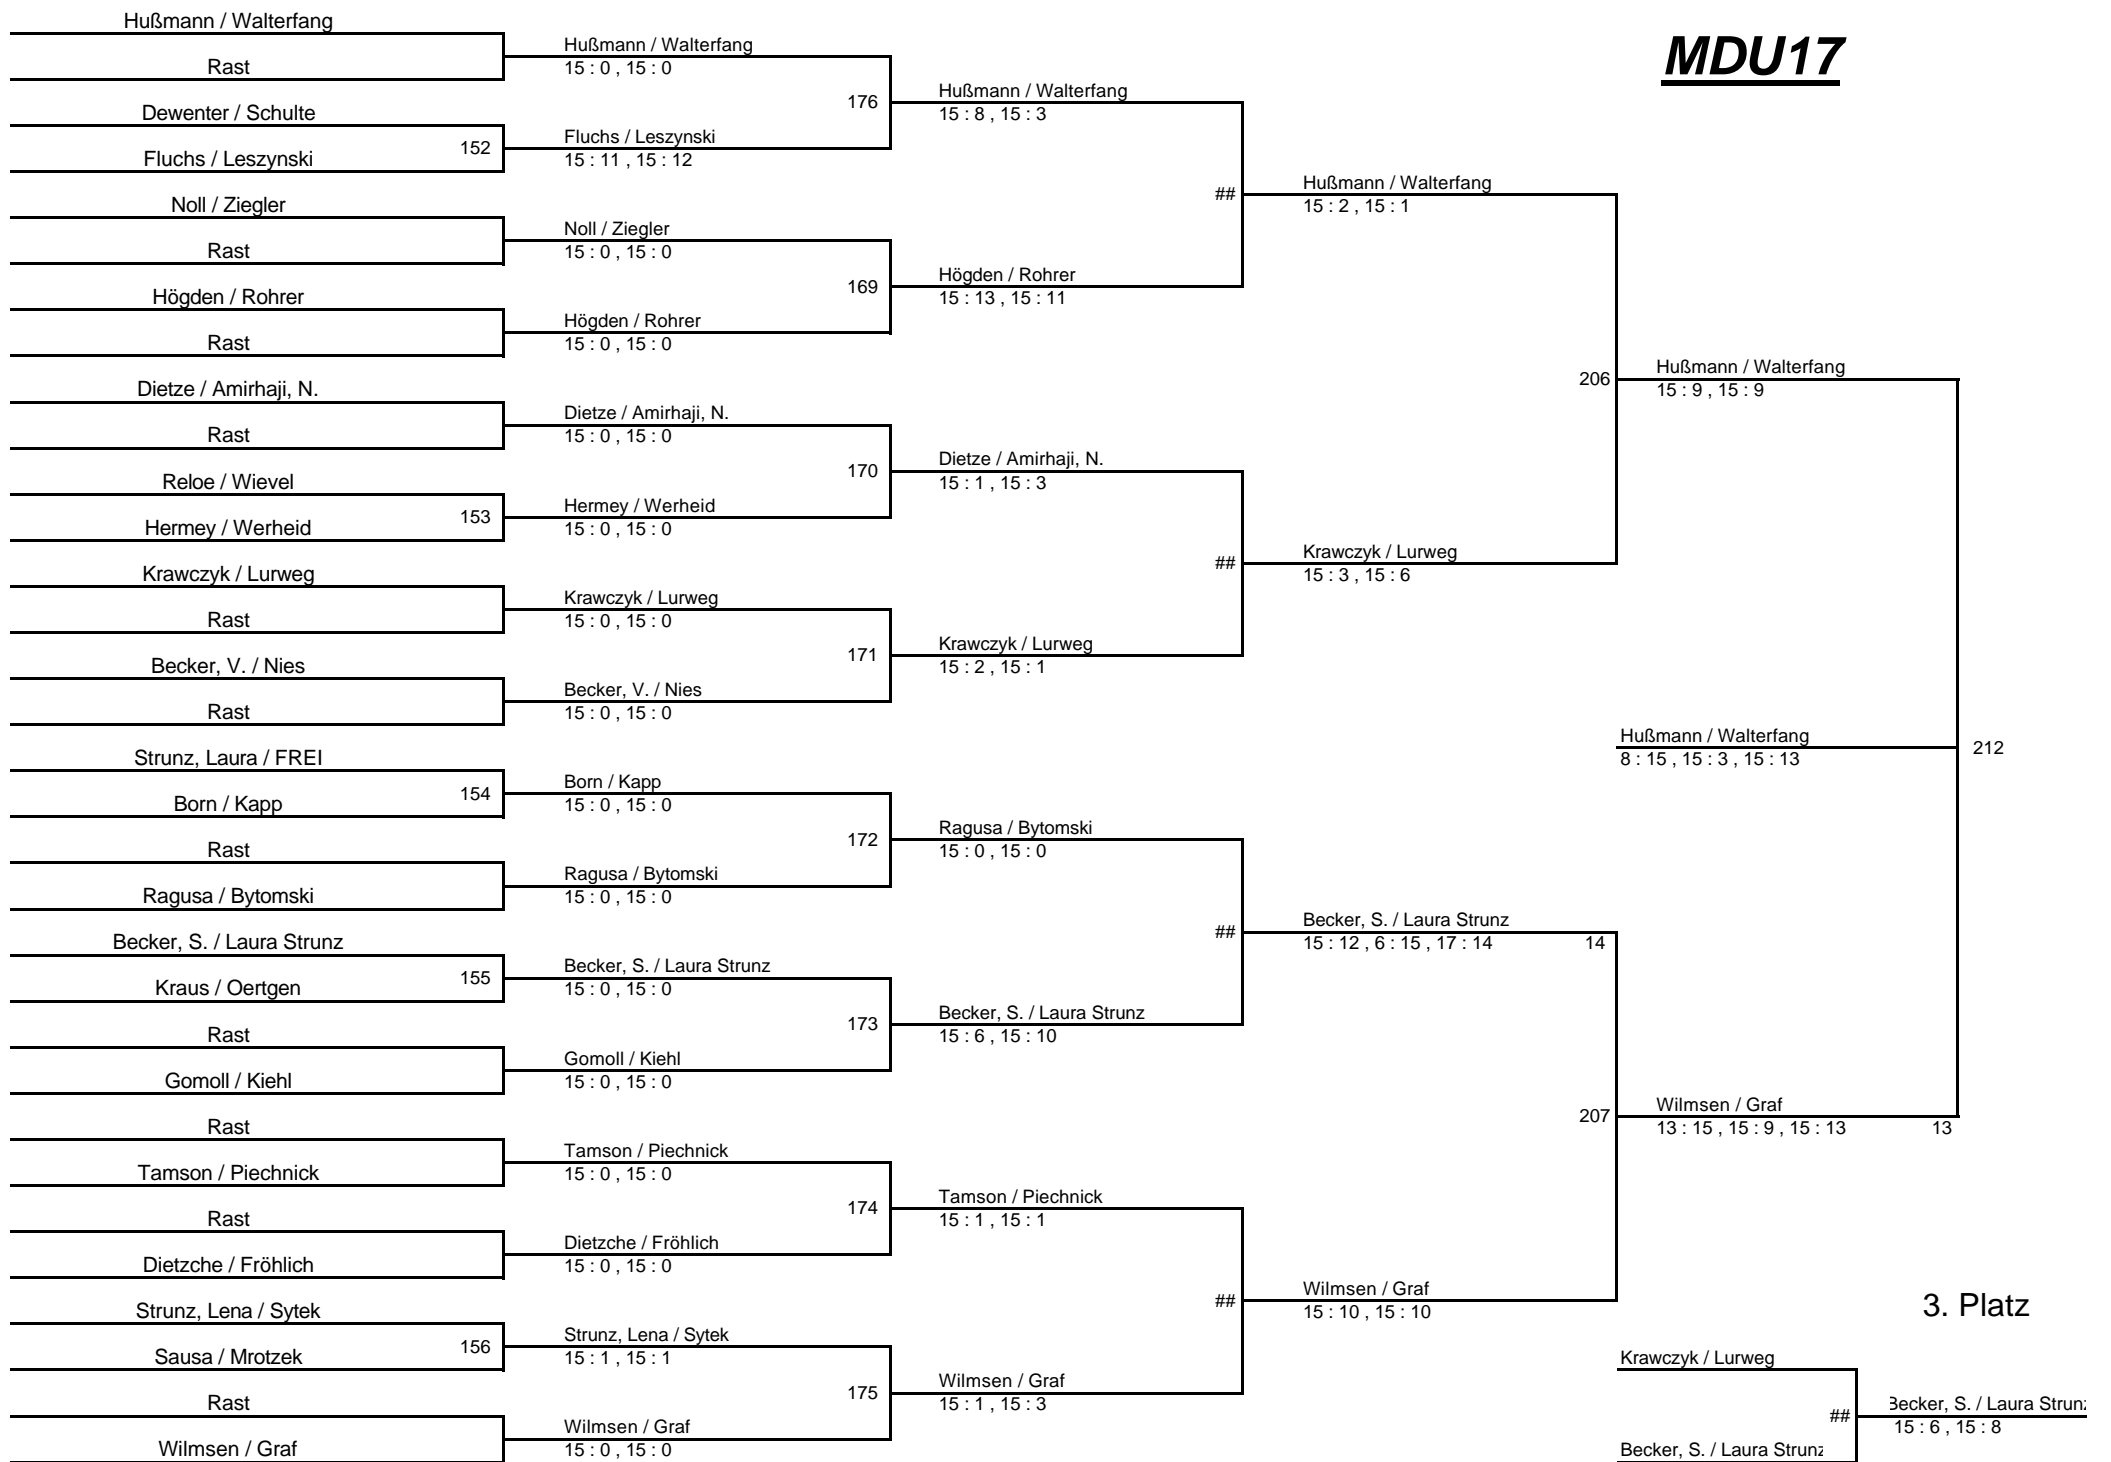 MDU17
Hußmann / Walterfang
Rast
Dewenter / Schulte
152
Fluchs / Leszynski
Noll / Ziegler
Rast
Högden / Rohrer
Rast
Dietze / Amirhaji, N.
Rast
Reloe / Wievel
153
Hermey / Werheid
Krawczyk / Lurweg
Rast
Becker, V. / Nies
Rast
Strunz, Laura / FREI
154
Born / Kapp
Rast
Ragusa / Bytomski
Becker, S. / Laura Strunz
155
Kraus / Oertgen
Rast
Gomoll / Kiehl
Rast
Tamson / Piechnick
Rast
Dietzche / Fröhlich
Strunz, Lena / Sytek
156
Sausa / Mrotzek
Rast
Wilmsen / Graf
Hußmann / Walterfang
15 : 0 , 15 : 0
176
Fluchs / Leszynski
15 : 11 , 15 : 12
Noll / Ziegler
15 : 0 , 15 : 0
169
Högden / Rohrer
15 : 0 , 15 : 0
Dietze / Amirhaji, N.
15 : 0 , 15 : 0
170
Hermey / Werheid
15 : 0 , 15 : 0
Krawczyk / Lurweg
15 : 0 , 15 : 0
171
Becker, V. / Nies
15 : 0 , 15 : 0
Born / Kapp
15 : 0 , 15 : 0
172
Ragusa / Bytomski
15 : 0 , 15 : 0
Becker, S. / Laura Strunz
15 : 0 , 15 : 0
173
Gomoll / Kiehl
15 : 0 , 15 : 0
Tamson / Piechnick
15 : 0 , 15 : 0
174
Dietzche / Fröhlich
15 : 0 , 15 : 0
Strunz, Lena / Sytek
15 : 1 , 15 : 1
175
Wilmsen / Graf
15 : 0 , 15 : 0
Hußmann / Walterfang
15 : 8 , 15 : 3
##
Högden / Rohrer
15 : 13 , 15 : 11
Dietze / Amirhaji, N.
15 : 1 , 15 : 3
##
Krawczyk / Lurweg
15 : 2 , 15 : 1
Ragusa / Bytomski
15 : 0 , 15 : 0
##
Becker, S. / Laura Strunz
15 : 6 , 15 : 10
Tamson / Piechnick
15 : 1 , 15 : 1
##
Wilmsen / Graf
15 : 1 , 15 : 3
Hußmann / Walterfang
15 : 2 , 15 : 1
206
Krawczyk / Lurweg
15 : 3 , 15 : 6
Becker, S. / Laura Strunz
15 : 12 , 6 : 15 , 17 : 14 14
207
Wilmsen / Graf
15 : 10 , 15 : 10
Hußmann / Walterfang
15 : 9 , 15 : 9
Hußmann / Walterfang
8 : 15 , 15 : 3 , 15 : 13
212
Wilmsen / Graf
13 : 15 , 15 : 9 , 15 : 13 13
3. Platz
Krawczyk / Lurweg
##
Becker, S. / Laura Strunz
Becker, S. / Laura Strunz
15 : 6 , 15 : 8